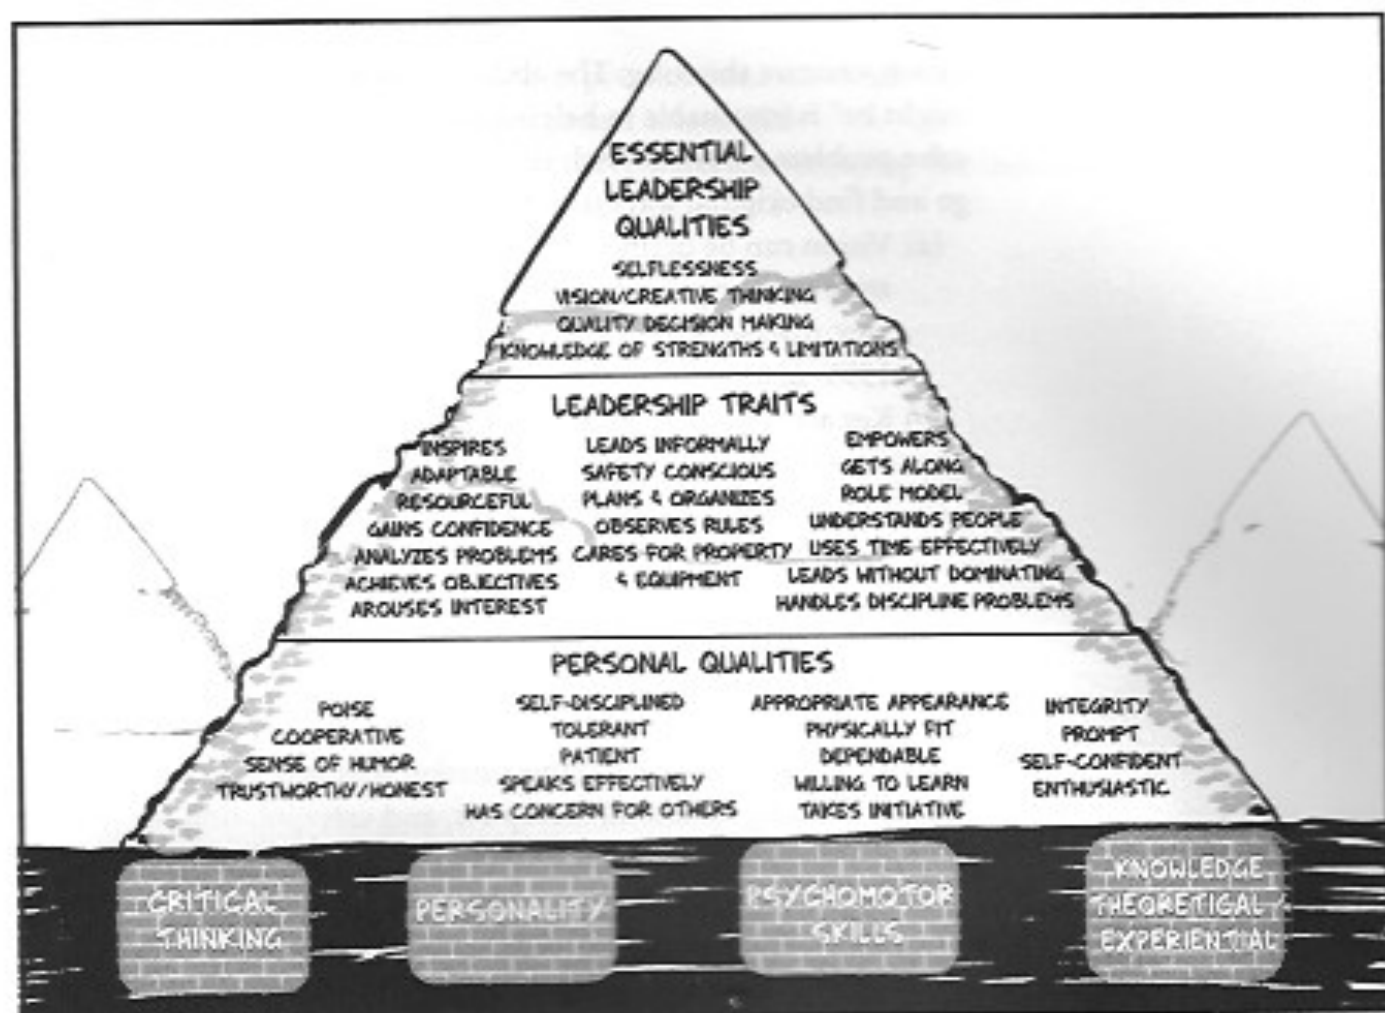 ESSENTIAL
LEADERSHIP
QUALITIES
SELFLESSNESS
VISION/CREATIVE THINKING
QUALITY DECISION MAKING
KNOWLEDGE OF STRENGTHS & LIMITATIONS
LEADERSHIP TRAITS
INSPIRES
ADAPTABLE
RESOURCEFUL
GAINS CONFIDENCE
ANALYZES PROBLEMS
ACHIEVES OBJECTIVES
AROUSES INTEREST
LEADS INFORMALLY
SAFETY CONSCIOUS
PLANS & ORGANIZES
OBSERVES RULES
CARES FOR PROPERTY
& EQUIPMENT
EMPOWERS
GETS ALONG
ROLE MODEL
UNDERSTANDS PEOPLE
USES TIME EFFECTIVELY
LEADS WITHOUT DOMINATING
HANDLES DISCIPLINE PROBLEMS
PERSONAL QUALITIES
POISE
COOPERATIVE
SENSE OF HUMOR
TRUSTWORTHY/HONEST
SELF-DISCIPLINED
TOLERANT
PATIENT
SPEAKS EFFECTIVELY
HAS CONCERN FOR OTHERS
APPROPRIATE APPEARANCE
PHYSICALLY FIT
DEPENDABLE
WILLING TO LEARN
TAKES INITIATIVE
INTEGRITY
PROMPT
SELF-CONFIDENT
ENTHUSIASTIC
CRITICAL
THINKING
PERSONALITY
PSYCHOMOTOR
SKILLS
KNOWLEDGE
THEORETICAL /
EXPERIENTIAL